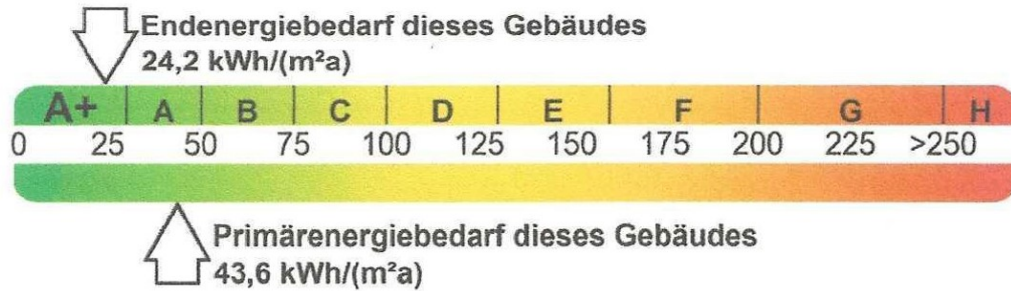 Endenergiebedarf dieses Gebäudes
24,2 kWh/(m²a)
A+ A B C D E F G H
0 25 50 75 100 125 150 175 200 225 >250
Primärenergiebedarf dieses Gebäudes
43,6 kWh/(m²a)